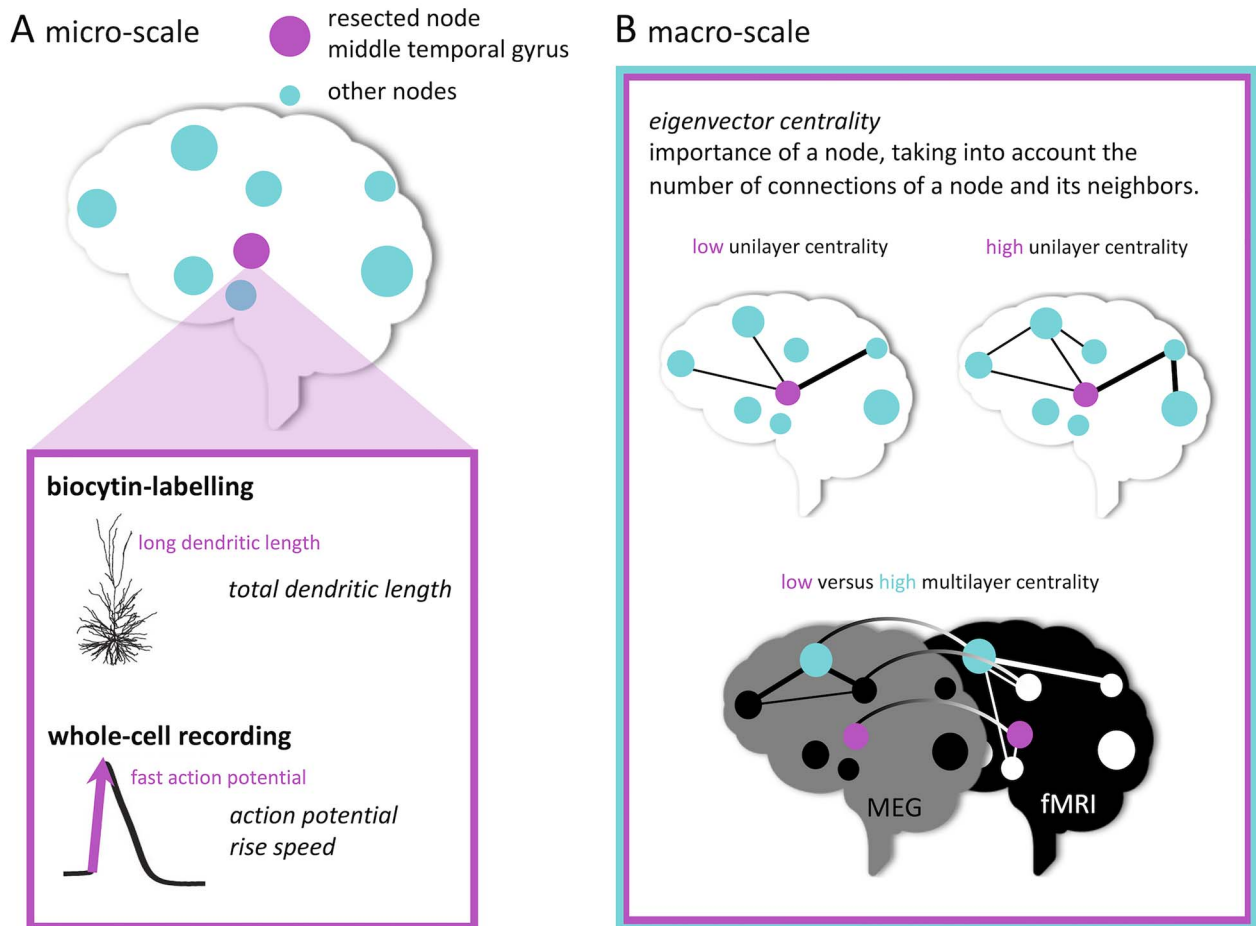 A micro-scale
resected node
middle temporal gyrus
other nodes
biocytin-labelling
long dendritic length
total dendritic length
whole-cell recording
fast action potential
action potential
rise speed
B macro-scale
eigenvector centrality
importance of a node, taking into account the
number of connections of a node and its neighbors.
low unilayer centrality
high unilayer centrality
low versus high multilayer centrality
MEG
fMRI